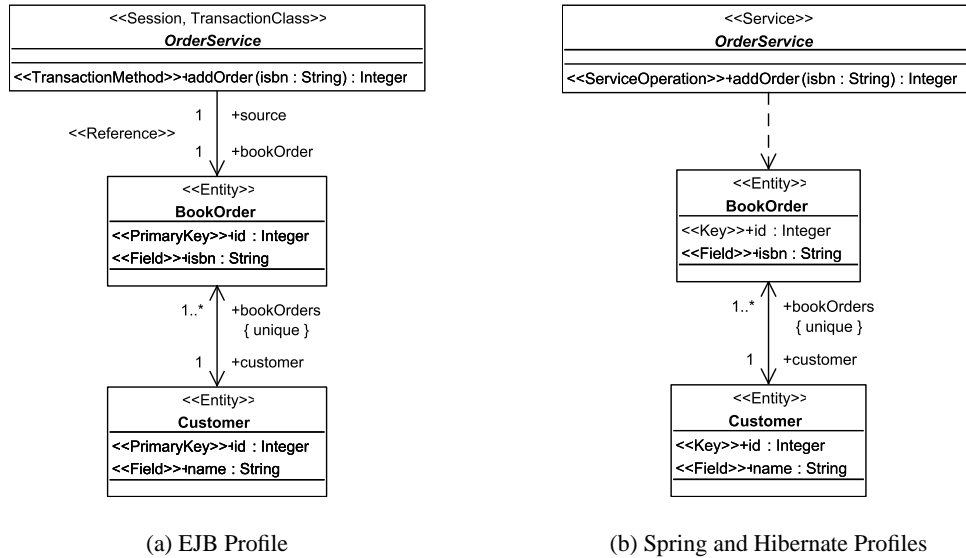 <<Session, TransactionClass>>
OrderService
<<TransactionMethod>>+addOrder(isbn : String) : Integer
1 +source
<<Reference>>
1 +bookOrder
<<Entity>>
BookOrder
<<PrimaryKey>>+id : Integer
<<Field>>+isbn : String
1..* +bookOrders
{ unique }
1 +customer
<<Entity>>
Customer
<<PrimaryKey>>+id : Integer
<<Field>>+name : String
(a) EJB Profile
<<Service>>
OrderService
<<ServiceOperation>>+addOrder(isbn : String) : Integer
<<Entity>>
BookOrder
<<Key>>+id : Integer
<<Field>>+isbn : String
1..* +bookOrders
{ unique }
1 +customer
<<Entity>>
Customer
<<Key>>+id : Integer
<<Field>>+name : String
(b) Spring and Hibernate Profiles